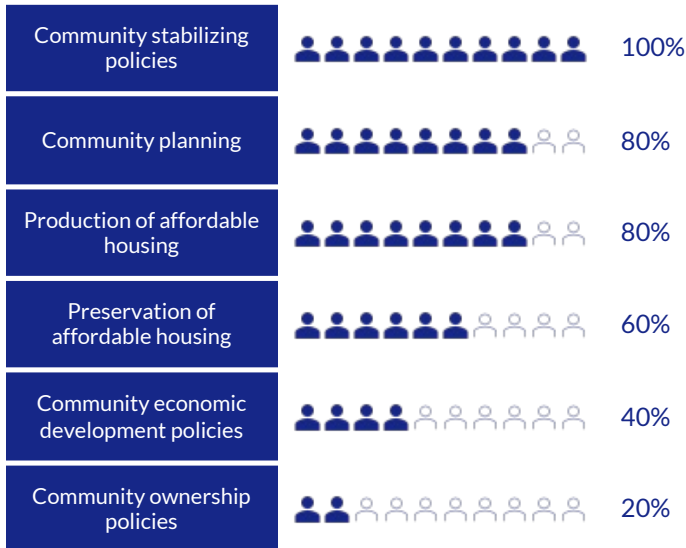 Community stabilizing
policies
100%
Community planning
80%
Production of affordable
housing
80%
Preservation of
affordable housing
60%
Community economic
development policies
40%
Community ownership
policies
20%